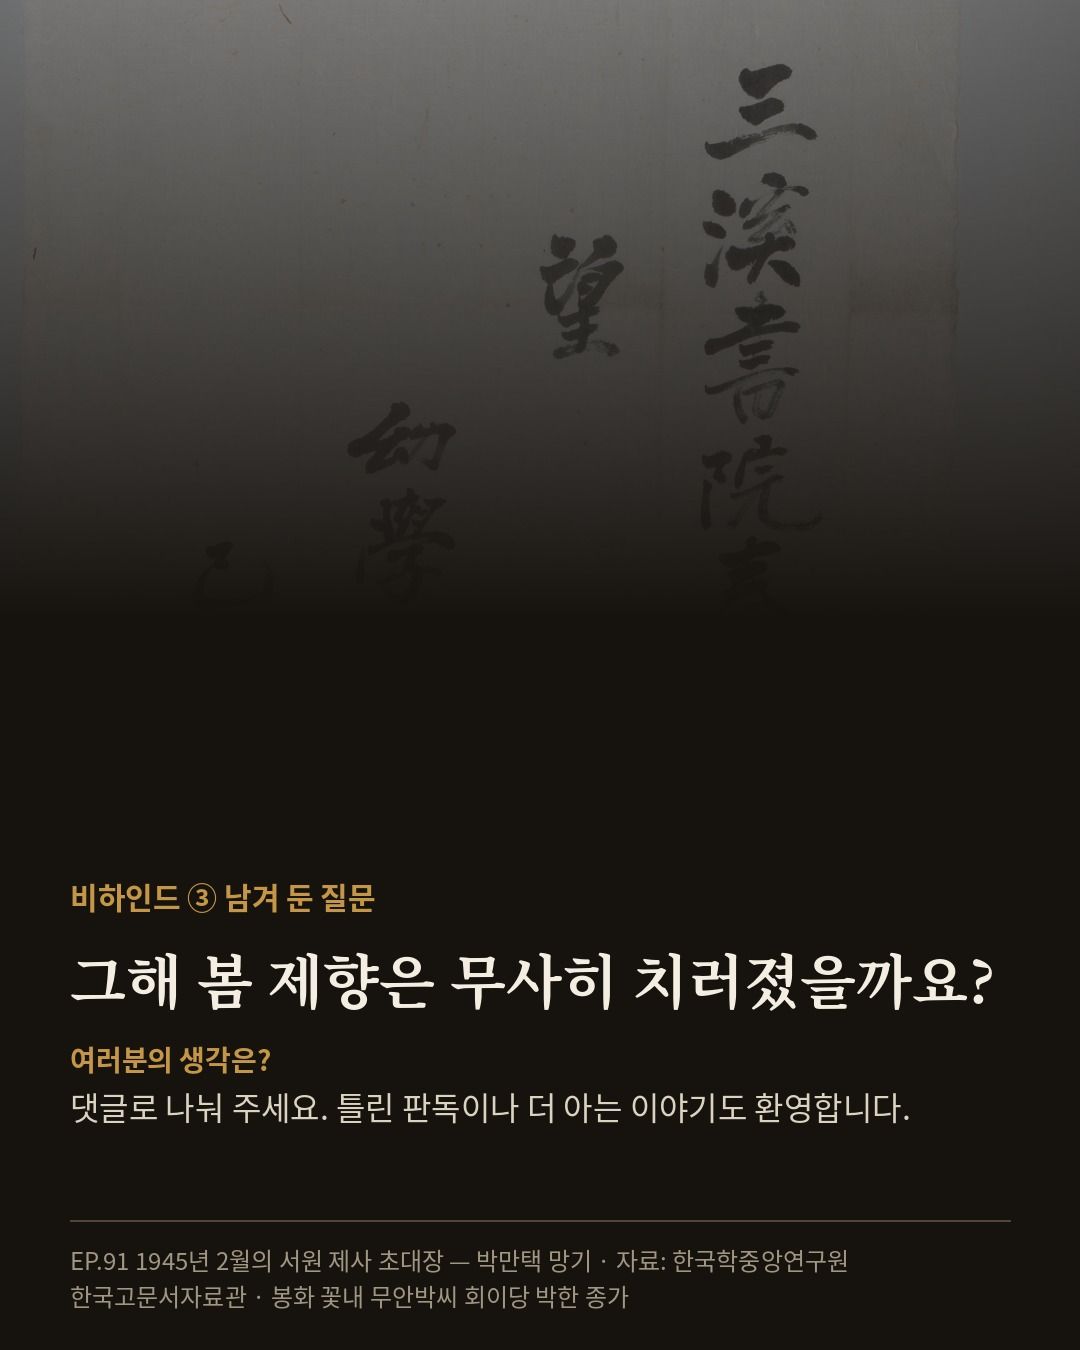 三溪書院
望
幼學
己
비하인드 ③ 남겨 둔 질문
그해 봄 제향은 무사히 치러졌을까요?
여러분의 생각은?
댓글로 나눠 주세요. 틀린 판독이나 더 아는 이야기도 환영합니다.
EP.91 1945년 2월의 서원 제사 초대장 — 박만택 망기 · 자료: 한국학중앙연구원
한국고문서자료관 · 봉화 꽃내 무안박씨 회이당 박한 종가